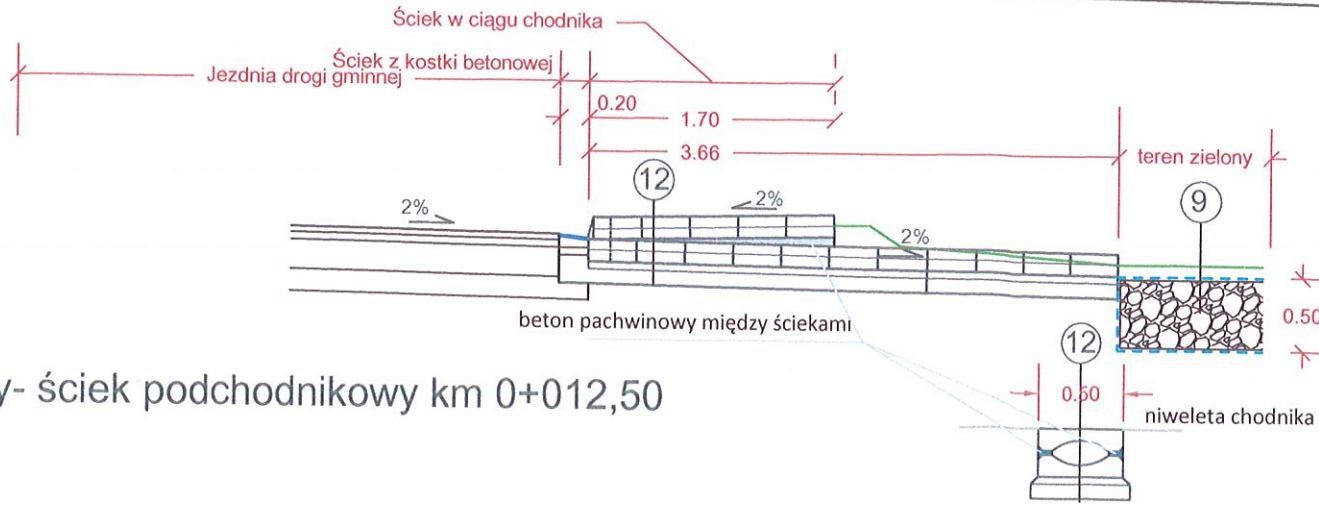 Ściek w ciągu chodnika
Ściek z kostki betonowej
Jezdnia drogi gminnej
0.20
1.70
3.66
teren zielony
12
9
2%
2%
2%
0.50
beton pachwinowy między ściekami
12
0.60
niweleta chodnika
y- ściek podchodnikowy km 0+012,50